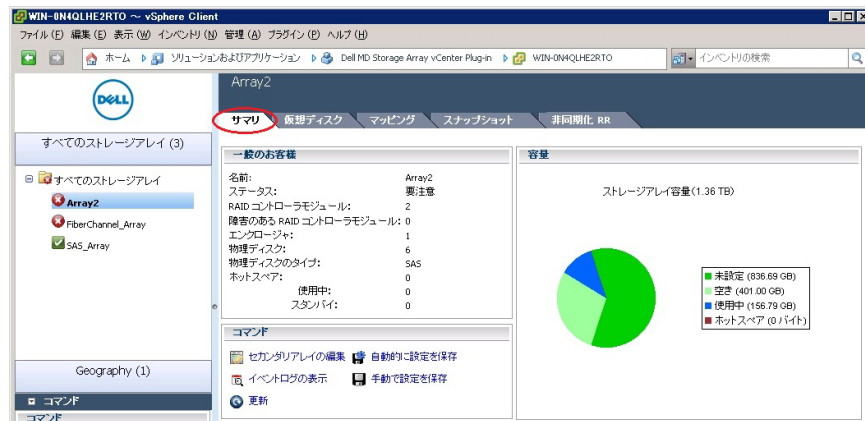 WIN-0N4QLHE2RTO ～ vSphere Client
ファイル(F) 編集(E) 表示(W) インベントリ(N) 管理(A) プラグイン(P) ヘルプ(H)
ホーム ソリューションおよびアプリケーション Dell MD Storage Array vCenter Plug-in WIN-0N4QLHE2RTO インベントリの検索
DELL
Array2
サマリ 仮想ディスク マッピング スナップショット 非同期化 RR
すべてのストレージアレイ (3)
すべてのストレージアレイ
Array2
FiberChannel_Array
SAS_Array
Geography (1)
コマンド
コマンド
一般のお客様
名前: Array2
ステータス: 要注意
RAID コントローラモジュール: 2
障害のある RAID コントローラモジュール: 0
エンクロージャ: 1
物理ディスク: 6
物理ディスクのタイプ: SAS
ホットスペア: 0
使用中: 0
スタンバイ: 0
コマンド
セカンダリアレイの編集 自動的に設定を保存
イベントログの表示 手動で設定を保存
更新
容量
ストレージアレイ容量(1.36 TB)
未設定 (836.69 GB)
空き (401.00 GB)
使用中 (156.79 GB)
ホットスペア (0 バイト)